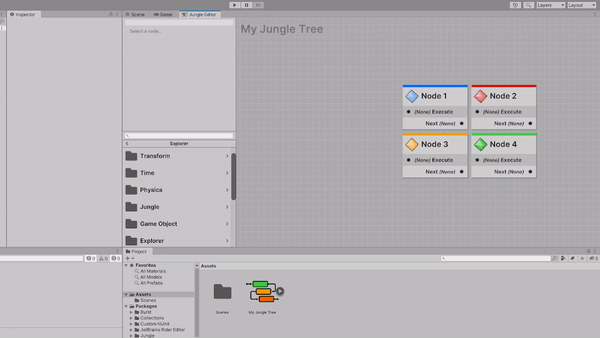 Inspector
Scene
Game
Jungle Editor
Layers
Layout
Select a node...
My Jungle Tree
Node 1
(None) Execute
Next (None)
Node 2
(None) Execute
Next (None)
Node 3
(None) Execute
Next (None)
Node 4
(None) Execute
Next (None)
Explorer
Transform
Time
Physics
Jungle
Game Object
Explorer
Project
Favorites
All Materials
All Models
All Prefabs
Assets
Scenes
Packages
Burst
Collections
Custom NUnit
JetBrains Rider Editor
Jungle
Assets
Scenes
My Jungle Tree
0
0
0